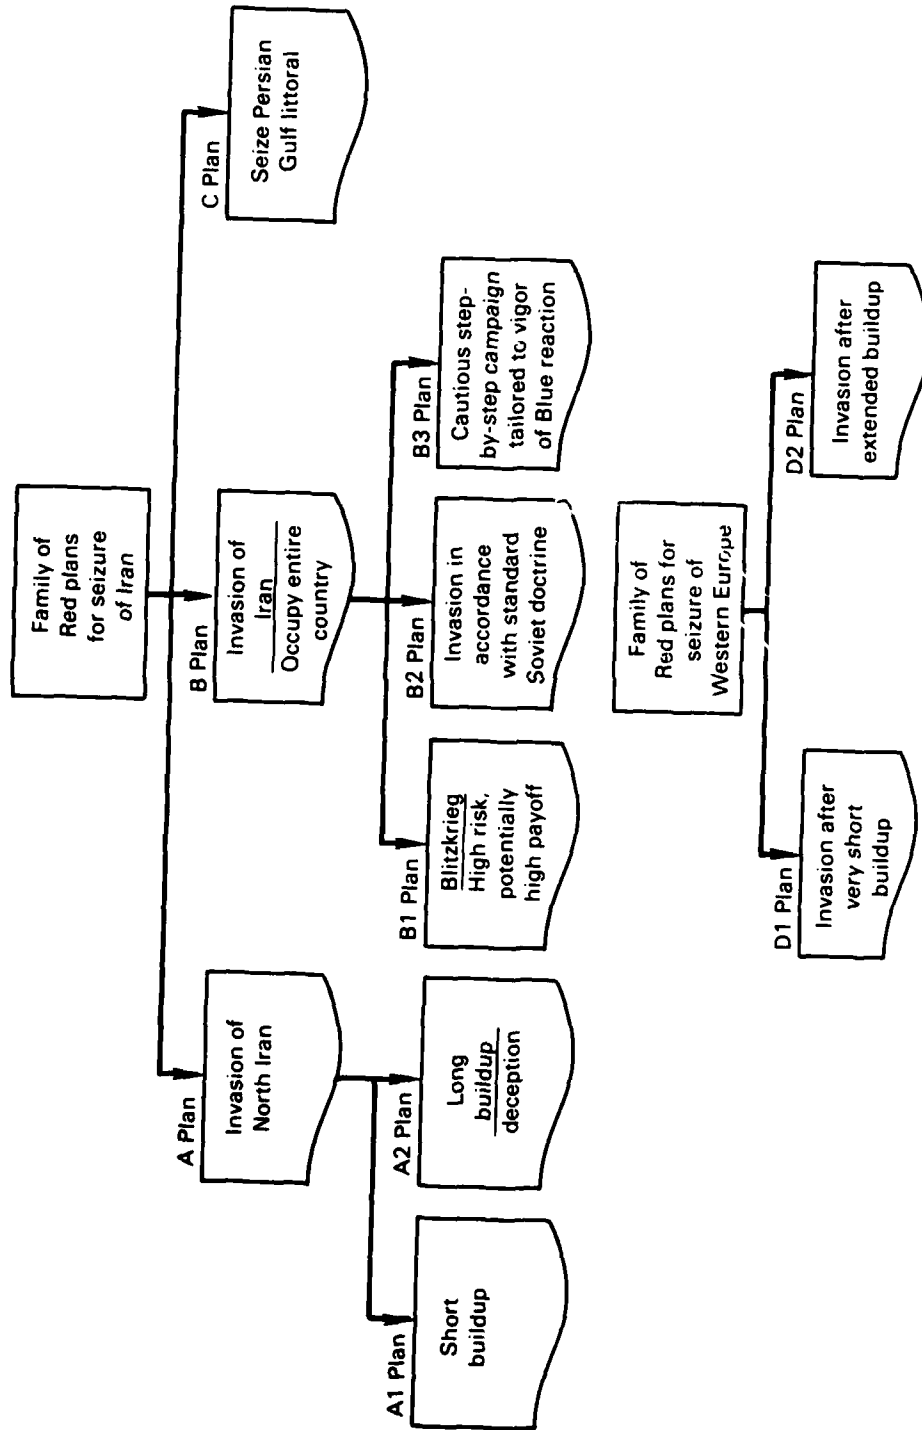 Family of
Red plans
for seizure
of Iran
A Plan
Invasion of
North Iran
B Plan
Invasion of
Iran
Occupy entire
country
C Plan
Seize Persian
Gulf littoral
A1 Plan
Short
buildup
A2 Plan
Long
buildup
deception
B1 Plan
Blitzkrieg
High risk,
potentially
high payoff
B2 Plan
Invasion in
accordance
with standard
Soviet doctrine
B3 Plan
Cautious step-
by-step campaign
tailored to vigor
of Blue reaction
Family of
Red plans for
seizure of
Western Europe
D1 Plan
Invasion after
very short
buildup
D2 Plan
Invasion after
extended buildup